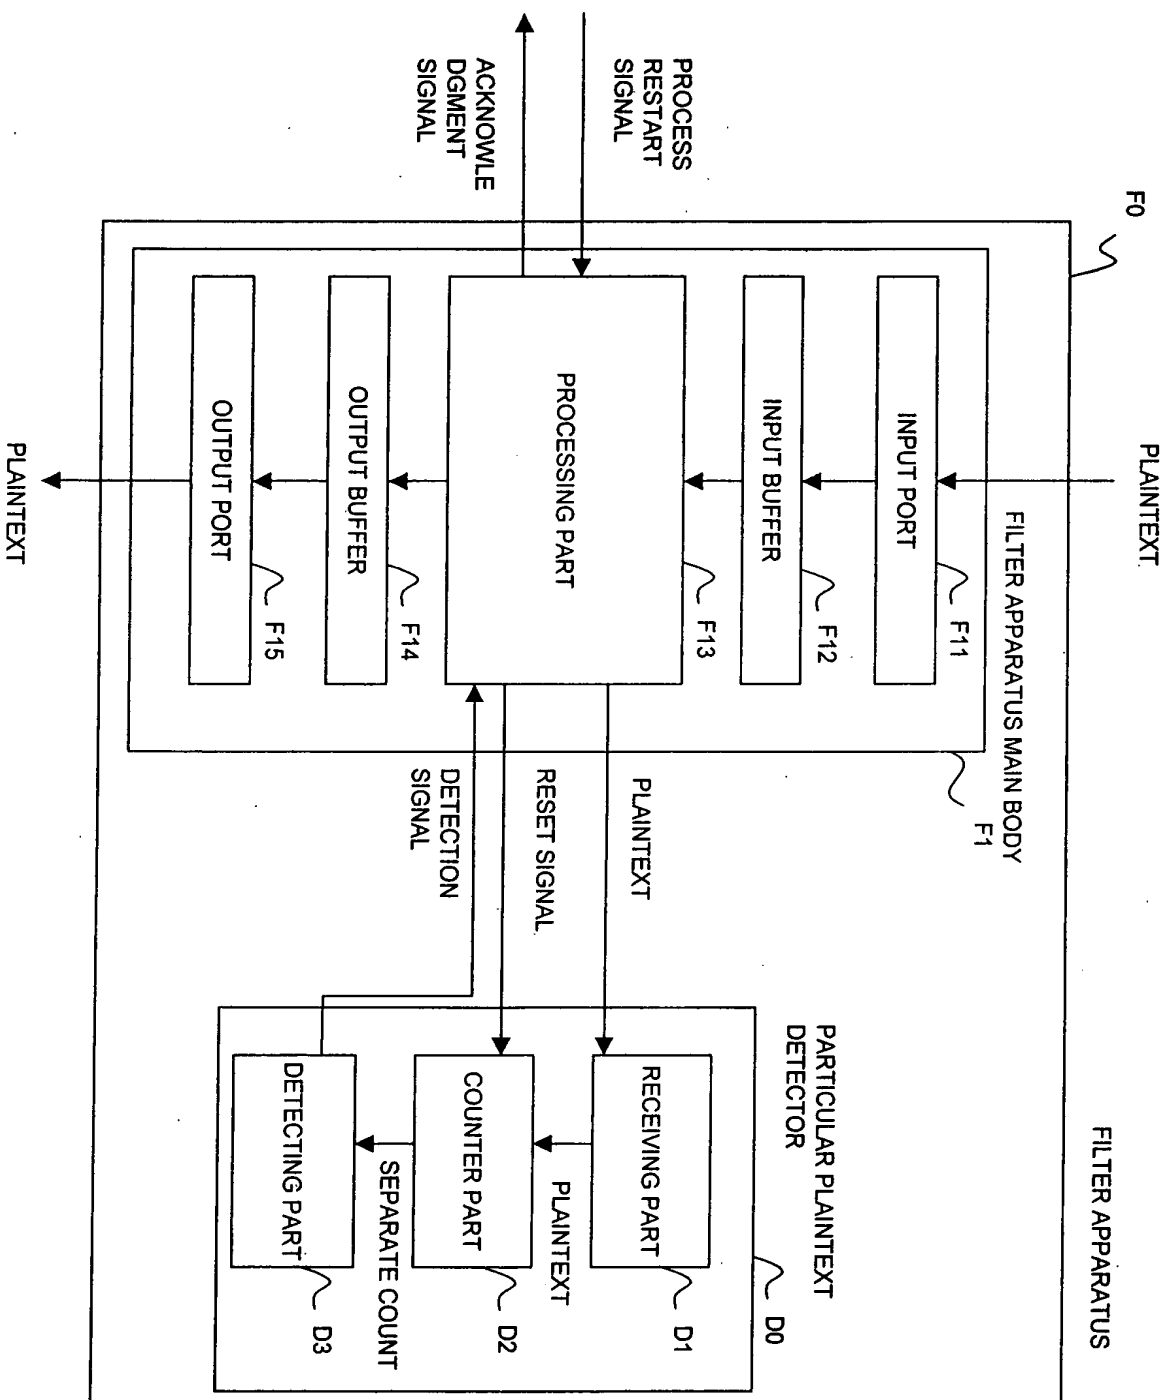 FILTER APPARATUS
F0
PLAINTEXT
FILTER APPARATUS MAIN BODY
F1
INPUT PORT
F11
INPUT BUFFER
F12
PROCESS
RESTART
SIGNAL
PROCESSING PART
F13
ACKNOWLE
DGMENT
SIGNAL
OUTPUT BUFFER
F14
OUTPUT PORT
F15
PLAINTEXT
PLAINTEXT
RESET SIGNAL
DETECTION
SIGNAL
PARTICULAR PLAINTEXT
DETECTOR
D0
RECEIVING PART
D1
PLAINTEXT
COUNTER PART
D2
SEPARATE COUNT
DETECTING PART
D3